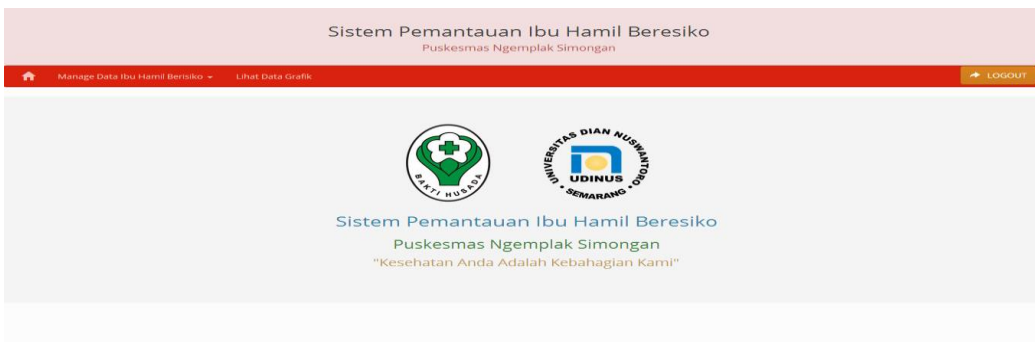 Sistem Pemantauan Ibu Hamil Beresiko
Puskesmas Ngemplak Simongan
Manage Data Ibu Hamil Berisiko Lihat Data Grafik LOGOUT
BAKTI HUSADA
UNIVERSITAS DIAN NUSWANTORO
UDINUS
SEMARANG
Sistem Pemantauan Ibu Hamil Beresiko
Puskesmas Ngemplak Simongan
"Kesehatan Anda Adalah Kebahagian Kami"